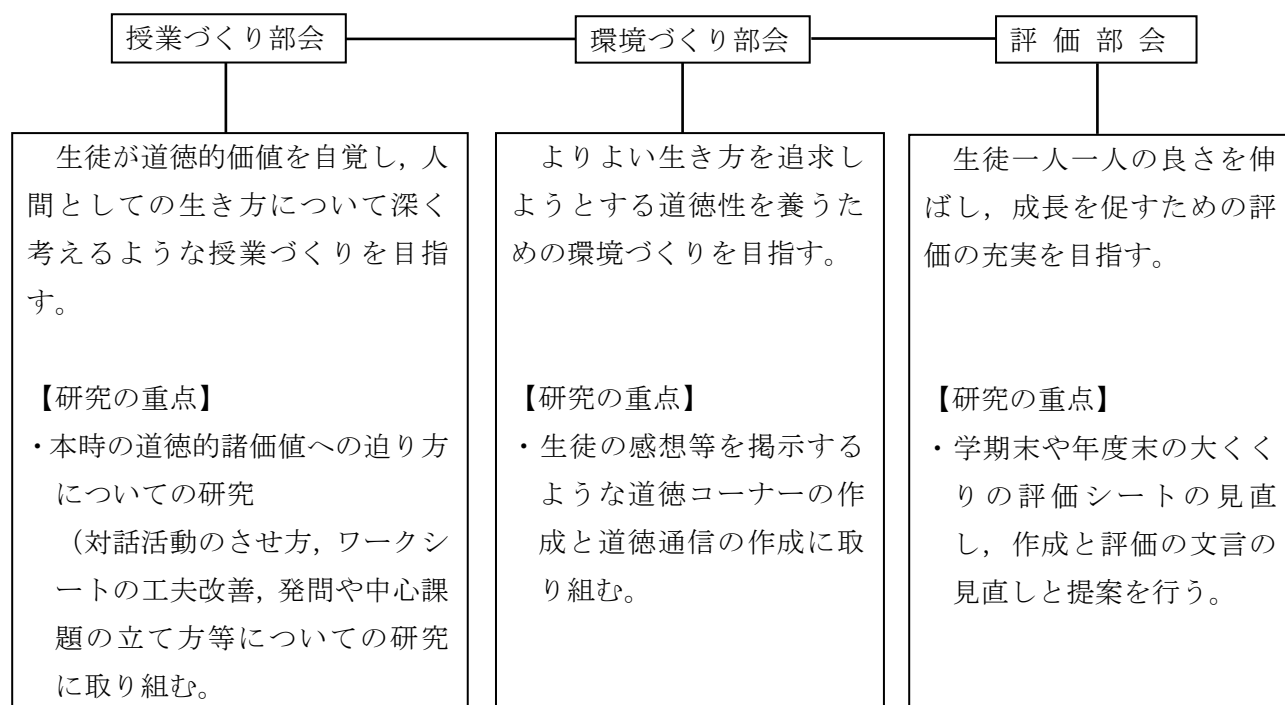 授業づくり部会
環境づくり部会
評 価 部 会
生徒が道徳的価値を自覚し，人
間としての生き方について深く
考えるような授業づくりを目指
す。
【研究の重点】
・本時の道徳的諸価値への迫り方
についての研究
（対話活動のさせ方，ワークシ
ートの工夫改善，発問や中心課
題の立て方等についての研究
に取り組む。
よりよい生き方を追求し
ようとする道徳性を養うた
めの環境づくりを目指す。
【研究の重点】
・生徒の感想等を掲示する
ような道徳コーナーの作
成と道徳通信の作成に取
り組む。
生徒一人一人の良さを伸
ばし，成長を促すための評
価の充実を目指す。
【研究の重点】
・学期末や年度末の大くく
りの評価シートの見直
し，作成と評価の文言の
見直しと提案を行う。